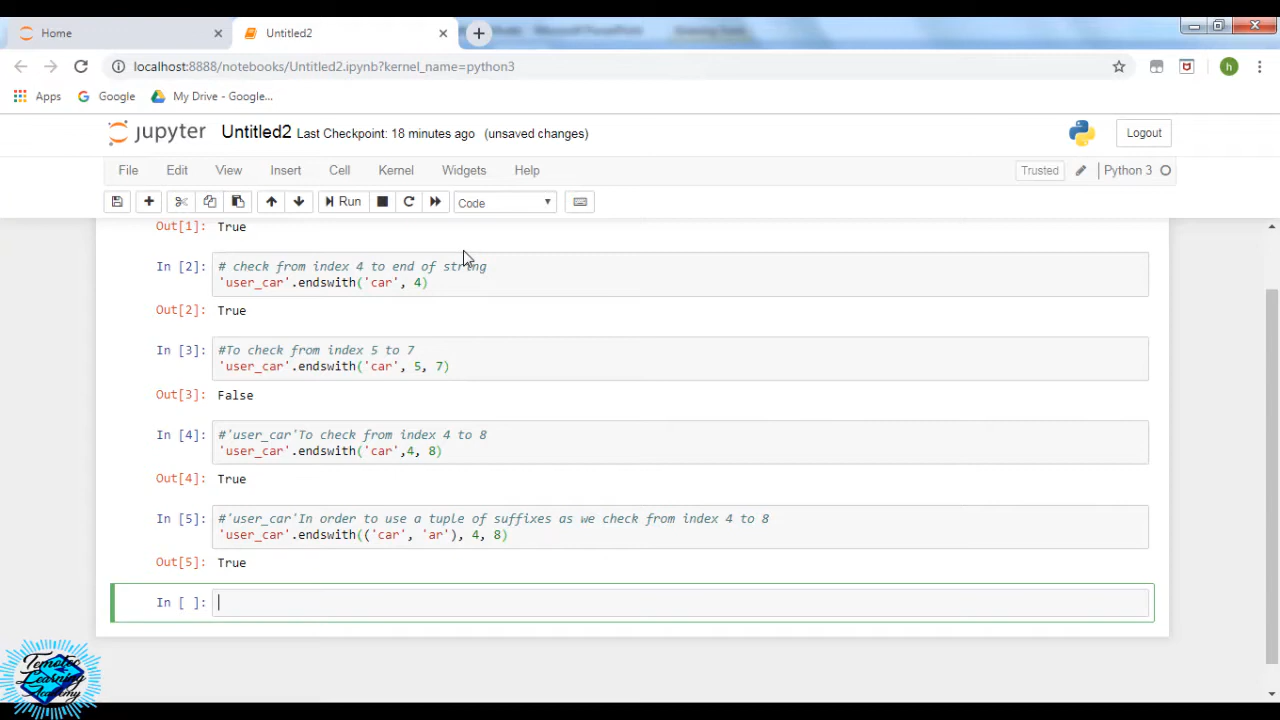 Home
Untitled2
localhost:8888/notebooks/Untitled2.ipynb?kernel_name=python3
h
Apps
Google
My Drive - Google...
jupyter Untitled2 Last Checkpoint: 18 minutes ago (unsaved changes)
Logout
File Edit View Insert Cell Kernel Widgets Help
Trusted
Python 3
Run
Code
Out[1]: True
In [2]: # check from index 4 to end of string
'user_car'.endswith('car', 4)
Out[2]: True
In [3]: #To check from index 5 to 7
'user_car'.endswith('car', 5, 7)
Out[3]: False
In [4]: #'user_car'To check from index 4 to 8
'user_car'.endswith('car',4, 8)
Out[4]: True
In [5]: #'user_car'In order to use a tuple of suffixes as we check from index 4 to 8
'user_car'.endswith(('car', 'ar'), 4, 8)
Out[5]: True
In [ ]:
Temotec
Learning
Academy